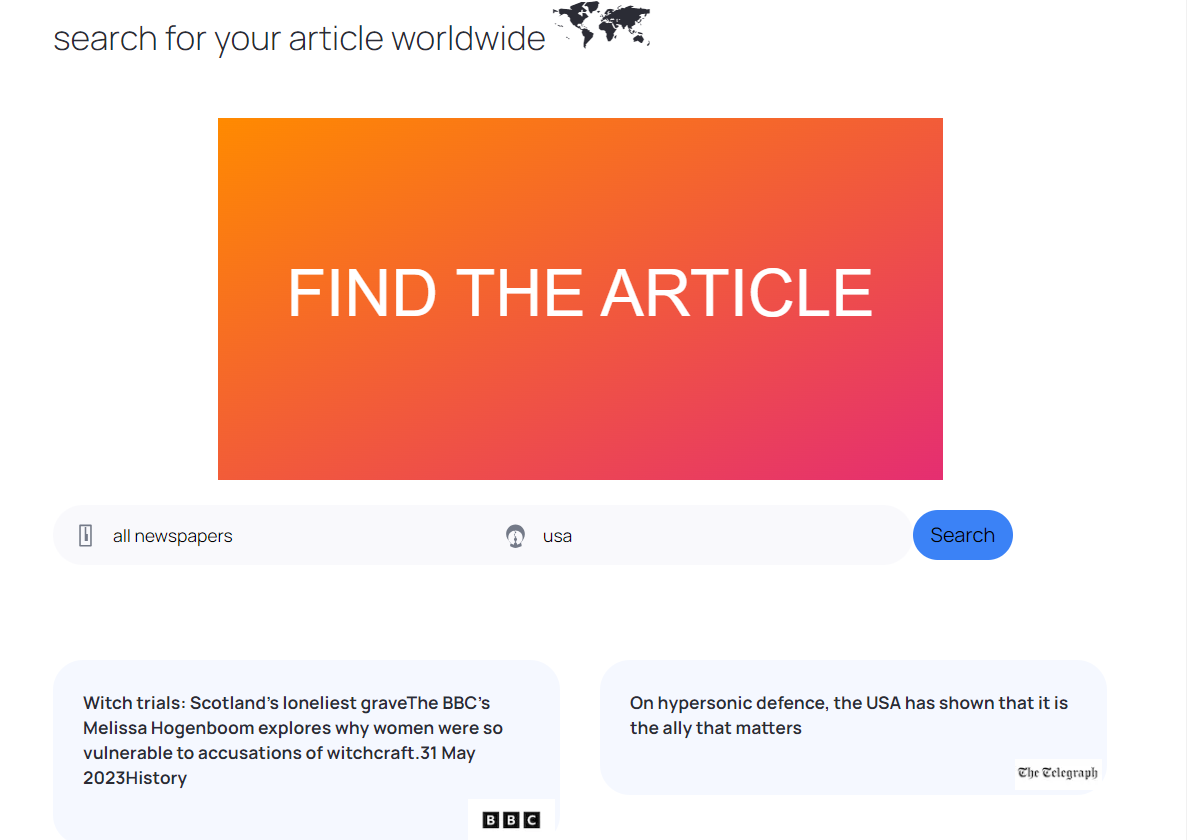 search for your article worldwide
FIND THE ARTICLE
all newspapers
usa
Search
Witch trials: Scotland's loneliest graveThe BBC's
Melissa Hogenboom explores why women were so
vulnerable to accusations of witchcraft.31 May
2023History
BBC
On hypersonic defence, the USA has shown that it is
the ally that matters
The Telegraph